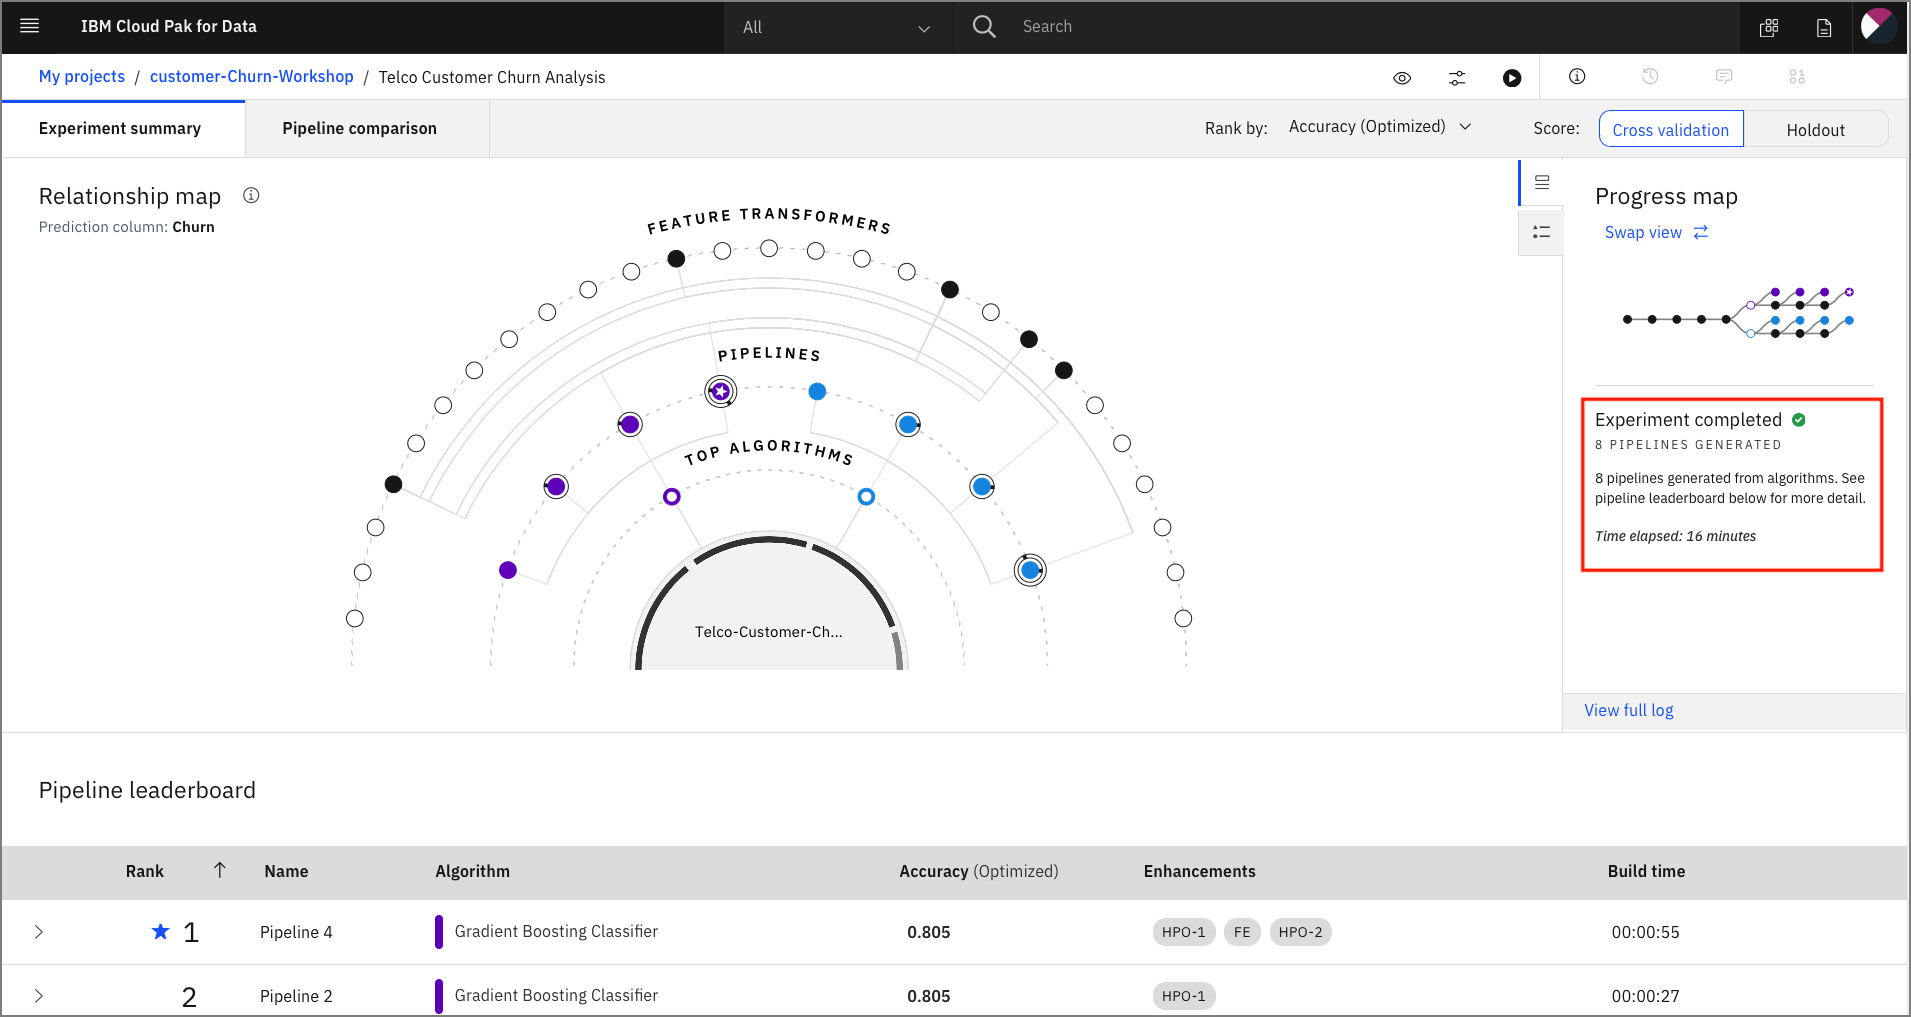 IBM Cloud Pak for Data
All
Search
My projects / customer-Churn-Workshop / Telco Customer Churn Analysis
Experiment summary
Pipeline comparison
Rank by: Accuracy (Optimized)
Score: Cross validation Holdout
Relationship map
Prediction column: Churn
FEATURE TRANSFORMERS
PIPELINES
TOP ALGORITHMS
Telco-Customer-Ch...
Progress map
Swap view
Experiment completed
8 PIPELINES GENERATED
8 pipelines generated from algorithms. See
pipeline leaderboard below for more detail.
Time elapsed: 16 minutes
View full log
Pipeline leaderboard
Rank Name Algorithm Accuracy (Optimized) Enhancements Build time
1 Pipeline 4 Gradient Boosting Classifier 0.805 HPO-1 FE HPO-2 00:00:55
2 Pipeline 2 Gradient Boosting Classifier 0.805 HPO-1 00:00:27